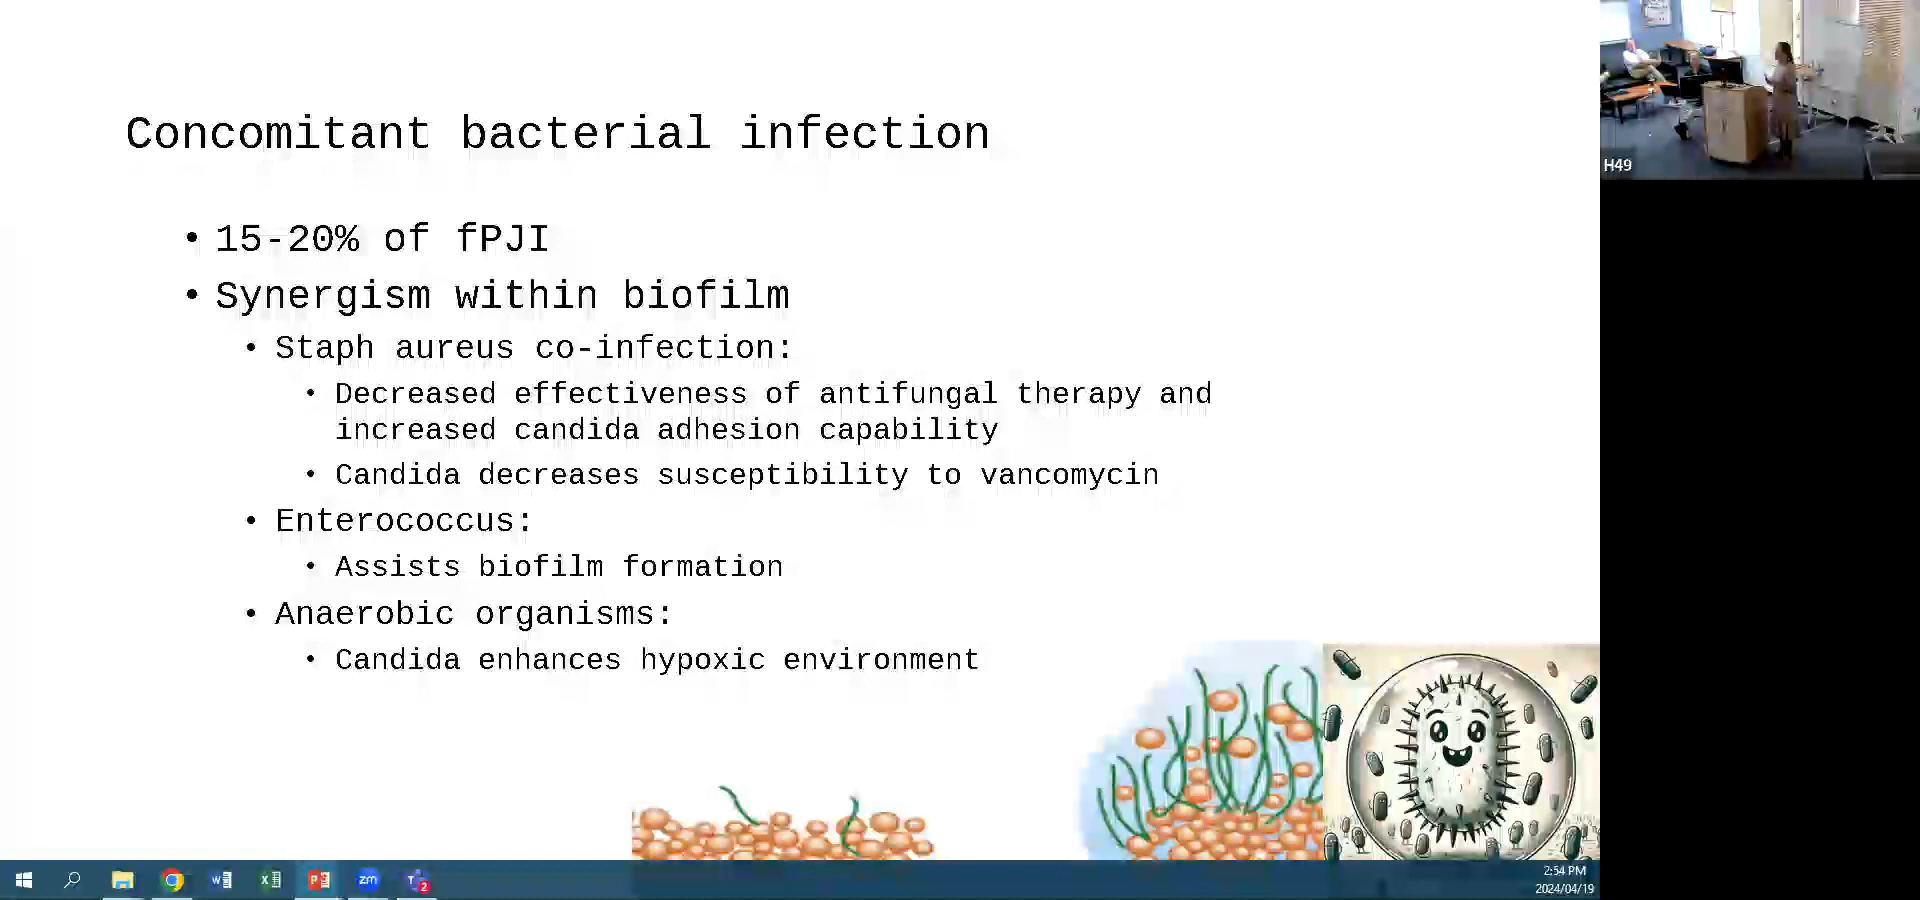 Concomitant bacterial infection
• 15-20% of fPJI
• Synergism within biofilm
• Staph aureus co-infection:
• Decreased effectiveness of antifungal therapy and
increased candida adhesion capability
• Candida decreases susceptibility to vancomycin
• Enterococcus:
• Assists biofilm formation
• Anaerobic organisms:
• Candida enhances hypoxic environment
H49
zm
2
2:54 PM
2024/04/19